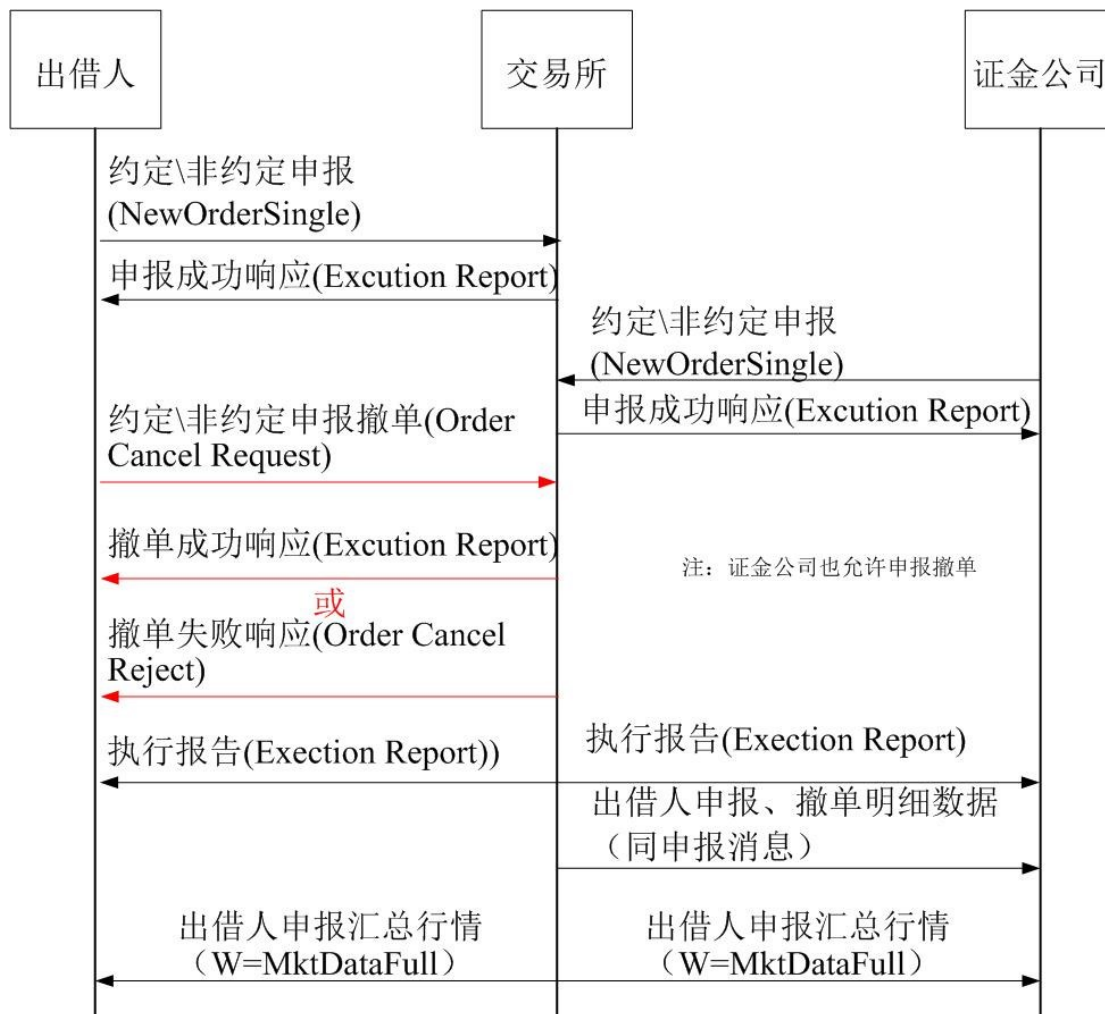 出借人
交易所
证金公司
约定\非约定申报
(NewOrderSingle)
申报成功响应(Excution Report)
约定\非约定申报
(NewOrderSingle)
申报成功响应(Excution Report)
约定\非约定申报撤单(Order
Cancel Request)
撤单成功响应(Excution Report)
注：证金公司也允许申报撤单
或
撤单失败响应(Order Cancel
Reject)
执行报告(Exection Report))
执行报告(Exection Report)
出借人申报、撤单明细数据
（同申报消息）
出借人申报汇总行情
（W=MktDataFull）
出借人申报汇总行情
（W=MktDataFull）